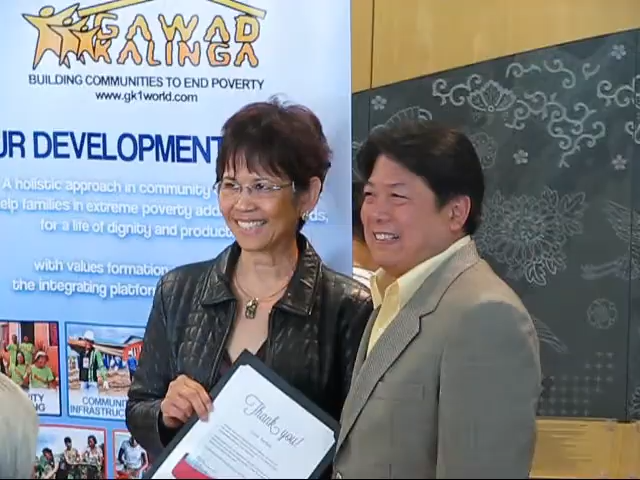 GAWAD
KALINGA
BUILDING COMMUNITIES TO END POVERTY
www.gk1world.com
UR DEVELOPMENT
A holistic approach in community
elp families in extreme poverty add
for a life of dignity and produc
with values formation
the integrating platfor
COMMUN
INFRASTRUC
Thank you!